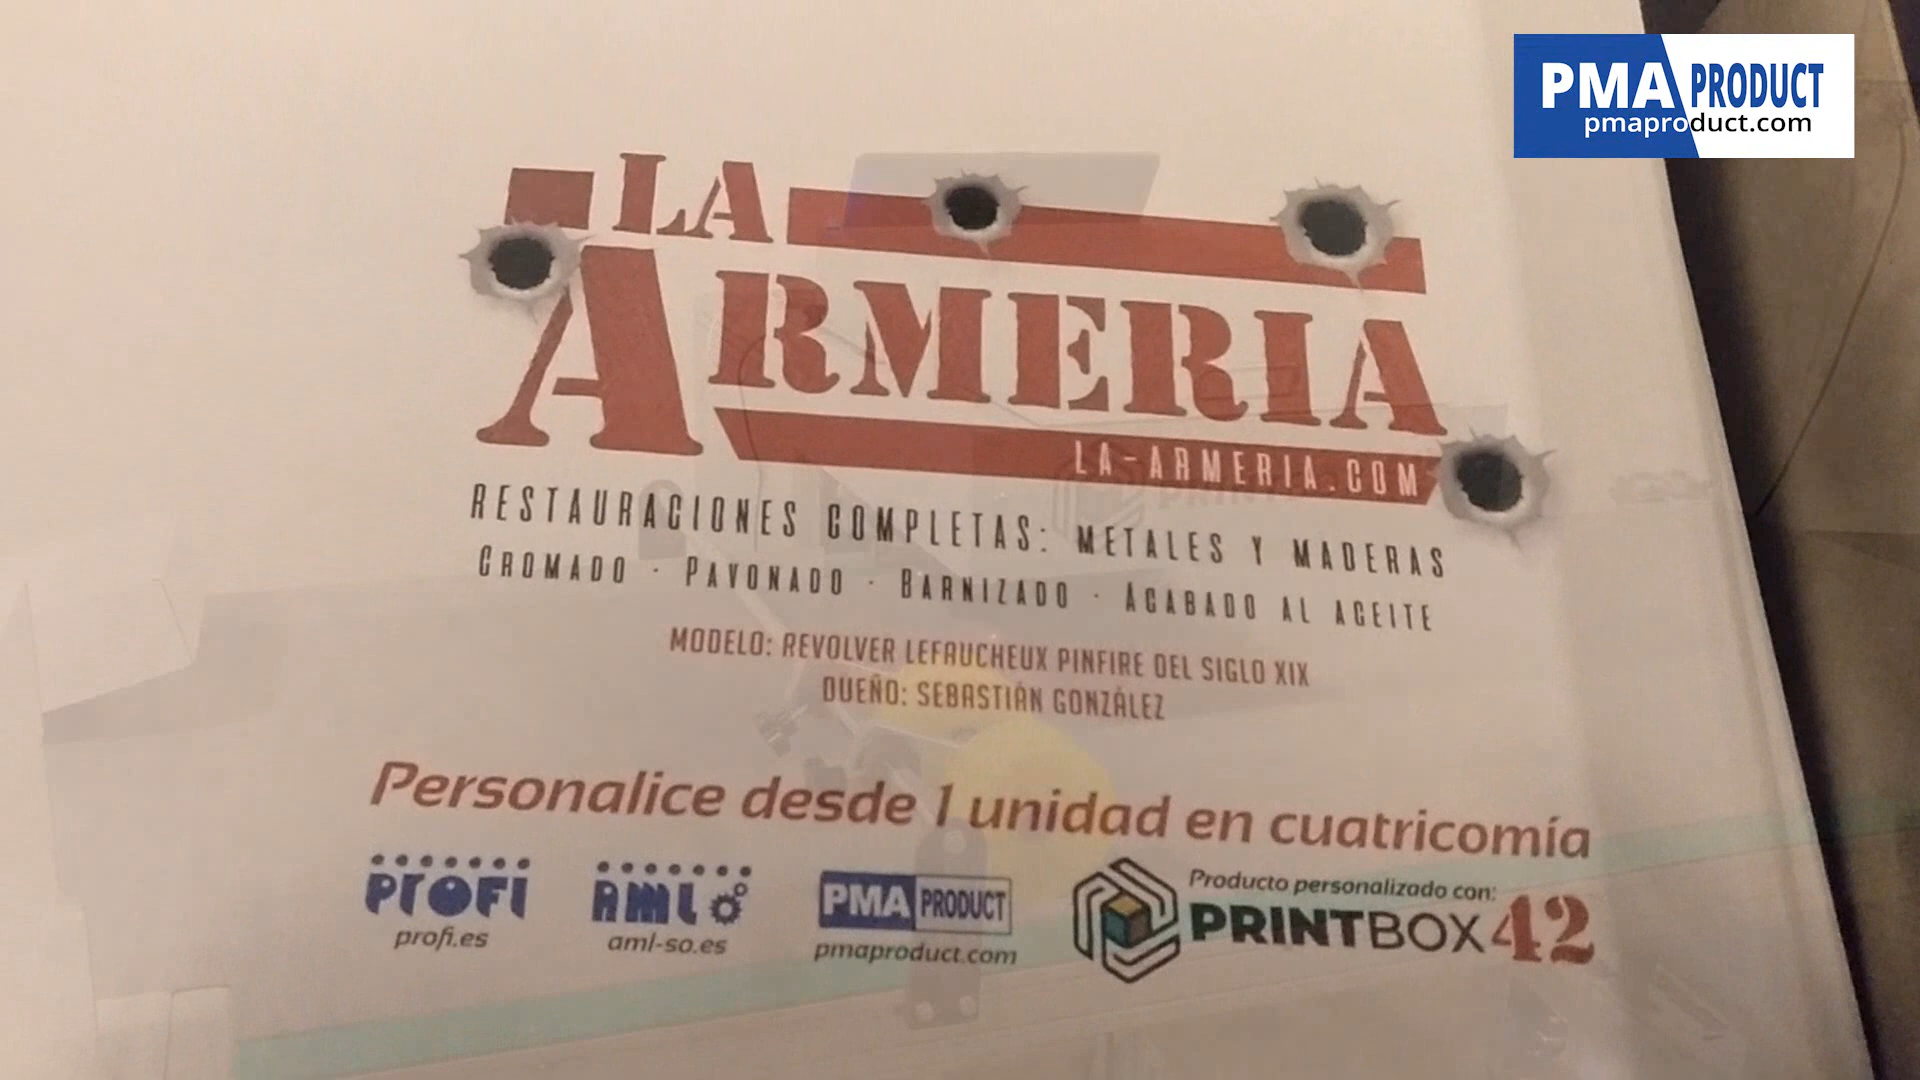 PMA PRODUCT
pmaproduct.com
LA
ARMERIA
LA-ARMERIA.COM
RESTAURACIONES COMPLETAS: METALES Y MADERAS
CROMADO · PAVONADO · BARNIZADO · ACABADO AL ACEITE
MODELO: REVOLVER LEFAUCHEUX PINFIRE DEL SIGLO XIX
DUEÑO: SEBASTIÁN GONZÁLEZ
Personalice desde 1 unidad en cuatricomía
PROFI
profi.es
AML
aml-so.es
PMA PRODUCT
pmaproduct.com
Producto personalizado con:
PRINTBOX42